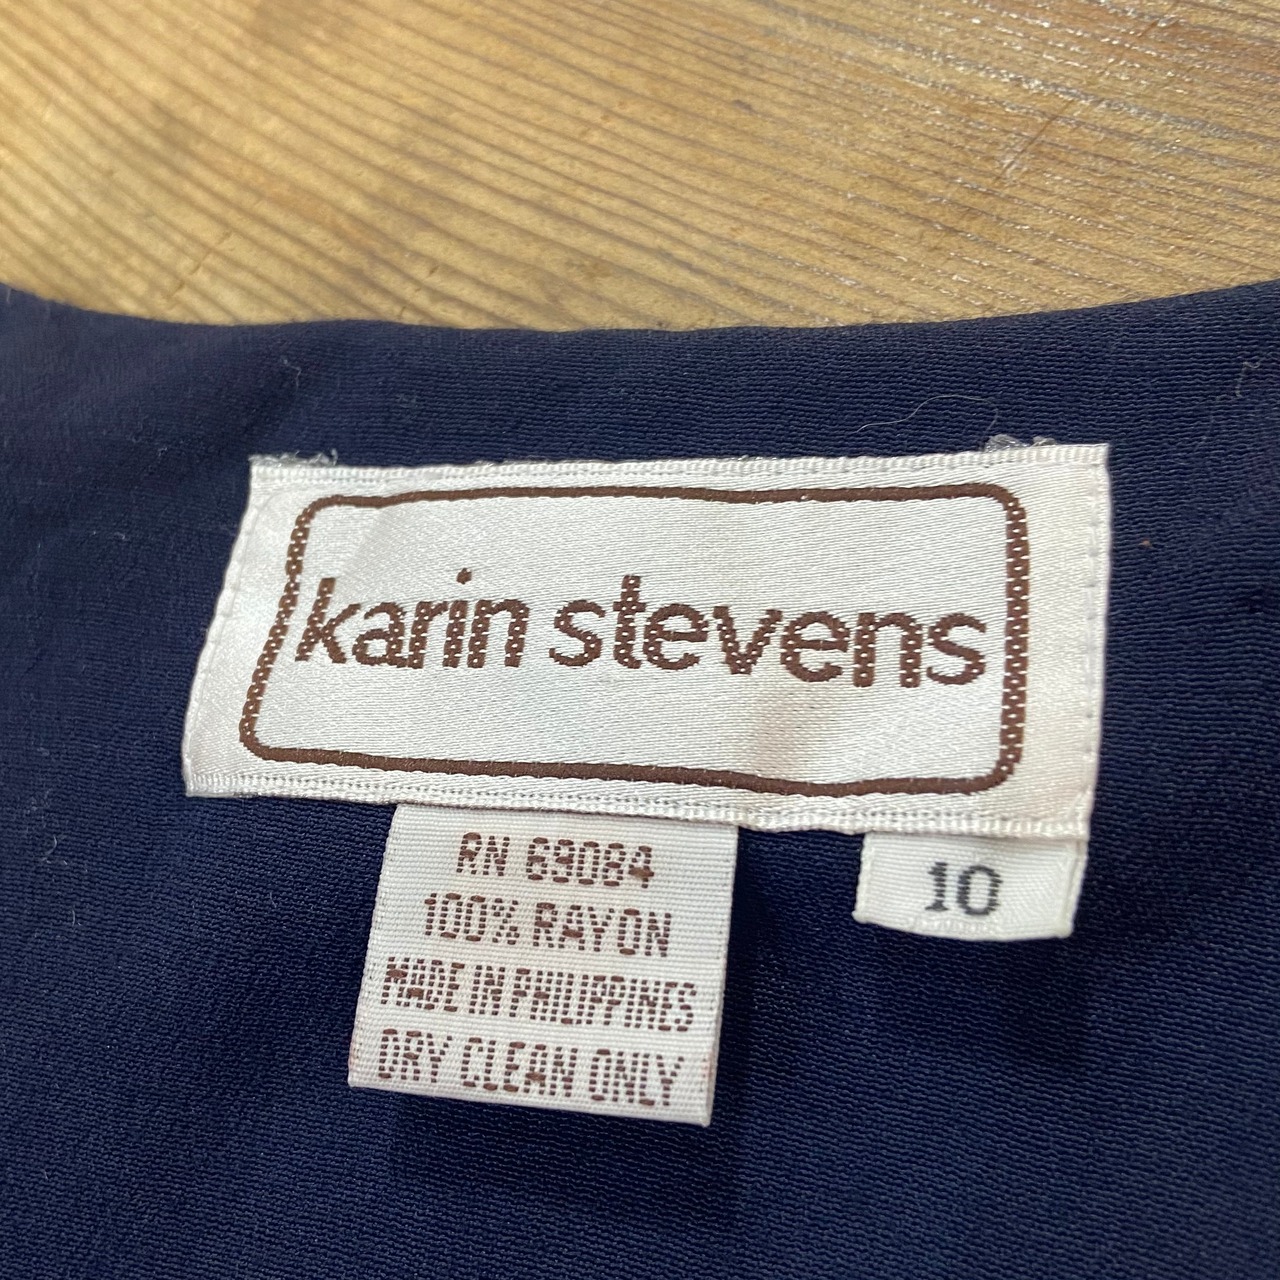 karin stevens
RN 69084
100% RAYON
MADE IN PHILIPPINES
DRY CLEAN ONLY
10